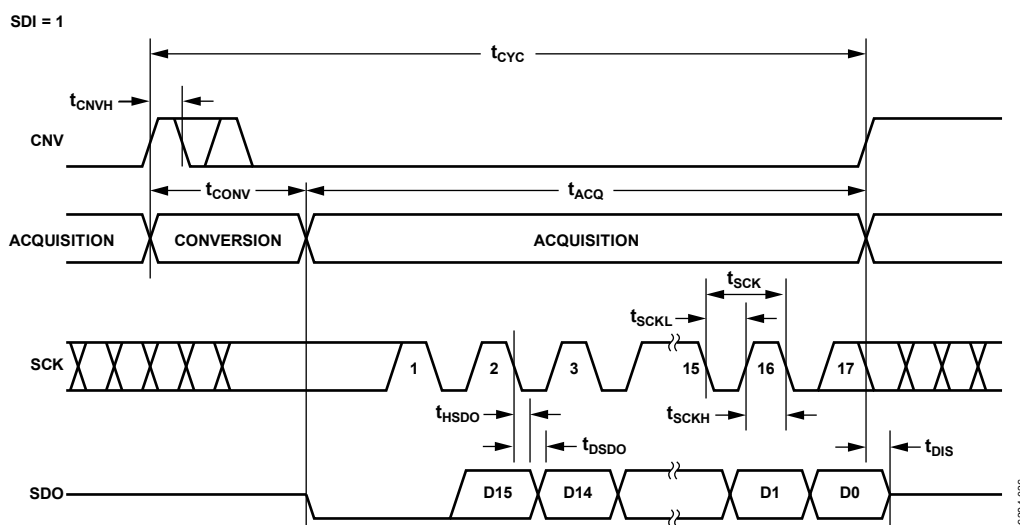 SDI = 1
tCYC
tCNVH
CNV
tCONV
tACQ
ACQUISITION
CONVERSION
ACQUISITION
tSCK
tSCKL
SCK
1
2
3
15
16
17
tHSDO
tSCKH
tDSDO
tDIS
SDO
D15
D14
D1
D0